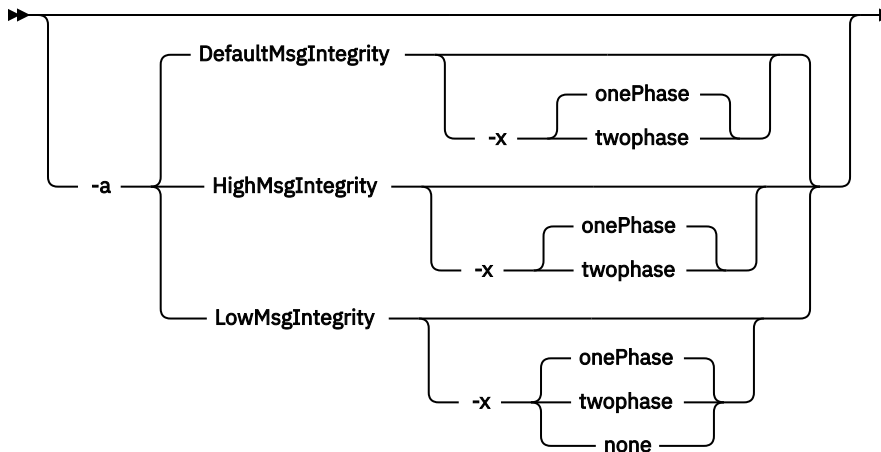 DefaultMsgIntegrity
onePhase
-x twophase
-a HighMsgIntegrity
onePhase
-x twophase
LowMsgIntegrity
onePhase
-x twophase
none